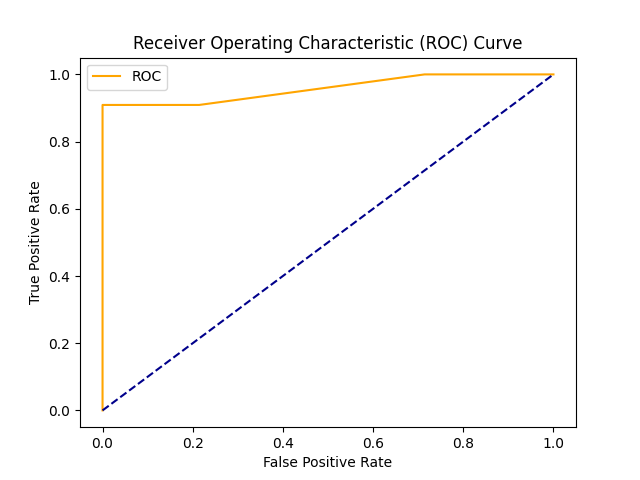 Receiver Operating Characteristic (ROC) Curve
ROC
1.0
0.8
0.6
0.4
0.2
0.0
True Positive Rate
0.0 0.2 0.4 0.6 0.8 1.0
False Positive Rate